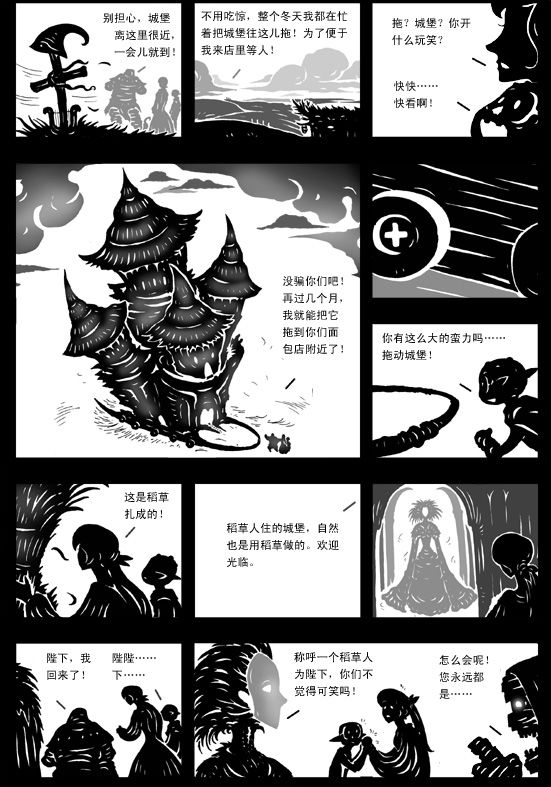 别担心，城堡
离这里很近，
一会儿就到！
不用吃惊，整个冬天我都在忙
着把城堡往这儿拖！为了便于
我来店里等人！
拖？城堡？你开
什么玩笑？
快快……
快看啊！
没骗你们吧！
再过几个月，
我就能把它
拖到你们面
包店附近了！
你有这么大的蛮力吗……
拖动城堡！
这是稻草
扎成的！
稻草人住的城堡，自然
也是用稻草做的。欢迎
光临。
陛下，我
回来了！
陛陛……
下……
称呼一个稻草人
为陛下，你们不
觉得可笑吗！
怎么会呢！
您永远都
是……